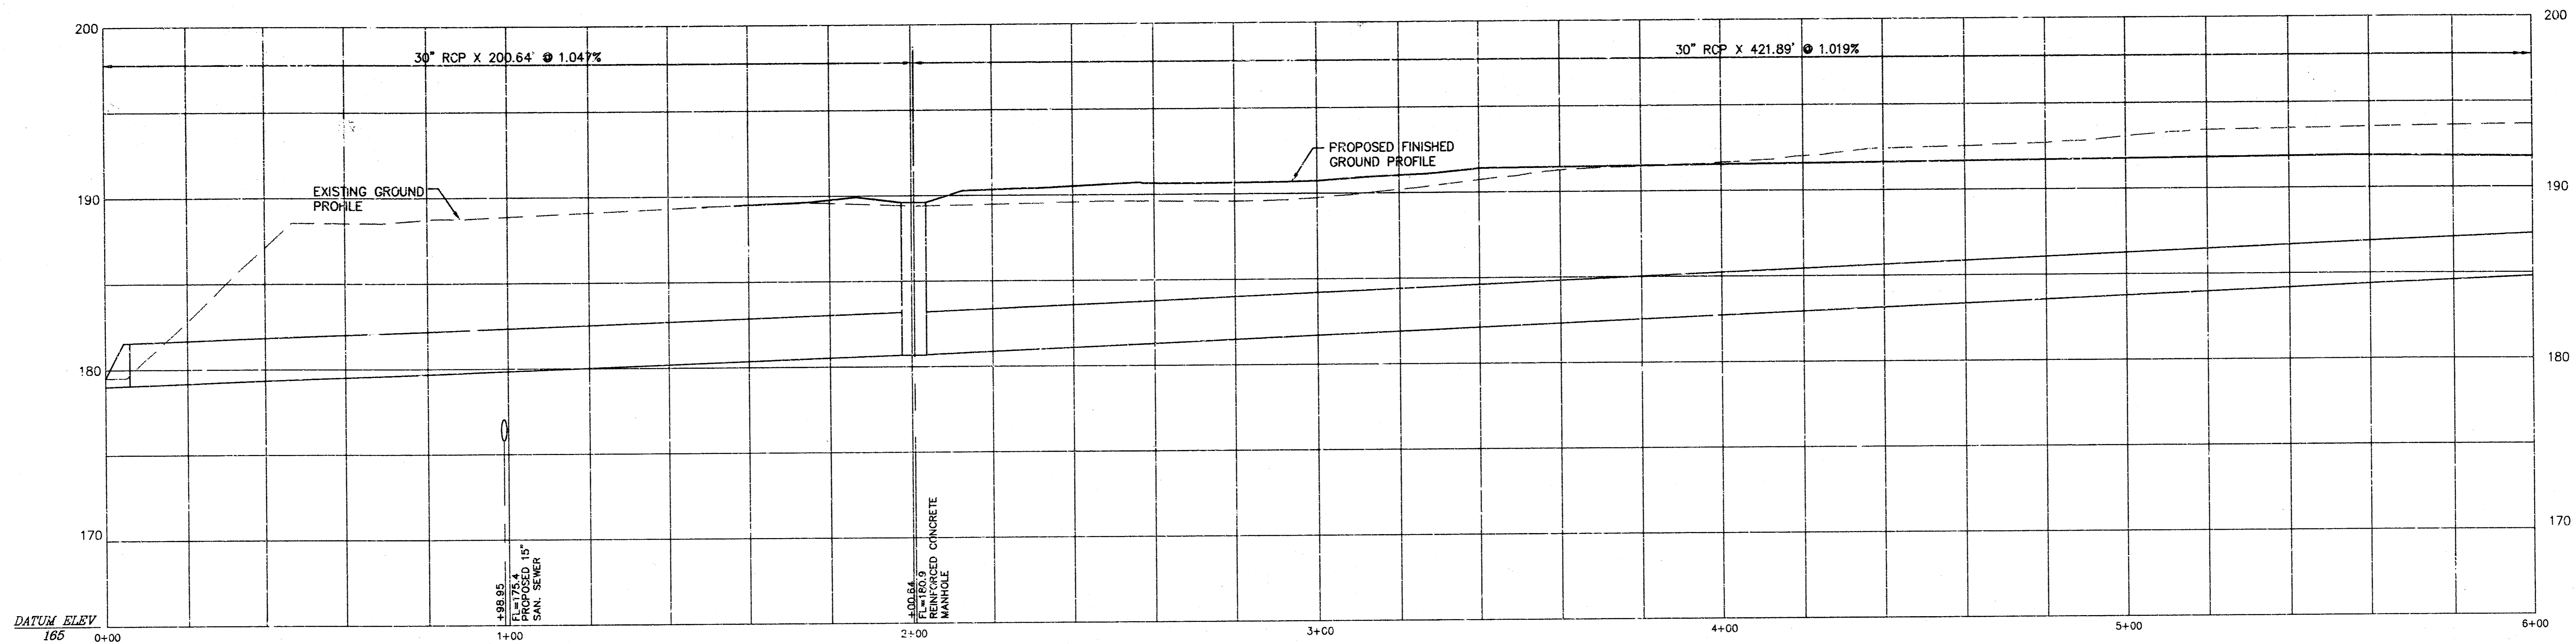 200
200
30" RCP X 200.64' @ 1.047%
30" RCP X 421.89' @ 1.019%
PROPOSED FINISHED
GROUND PROFILE
EXISTING GROUND
PROFILE
190
190
180
180
170
170
+98.95
FL=175.4
PROPOSED 15"
SAN. SEWER
+00.64
FL=180.9
REINFORCED CONCRETE
MANHOLE
DATUM ELEV
165
0+00
1+00
2+00
3+00
4+00
5+00
6+00